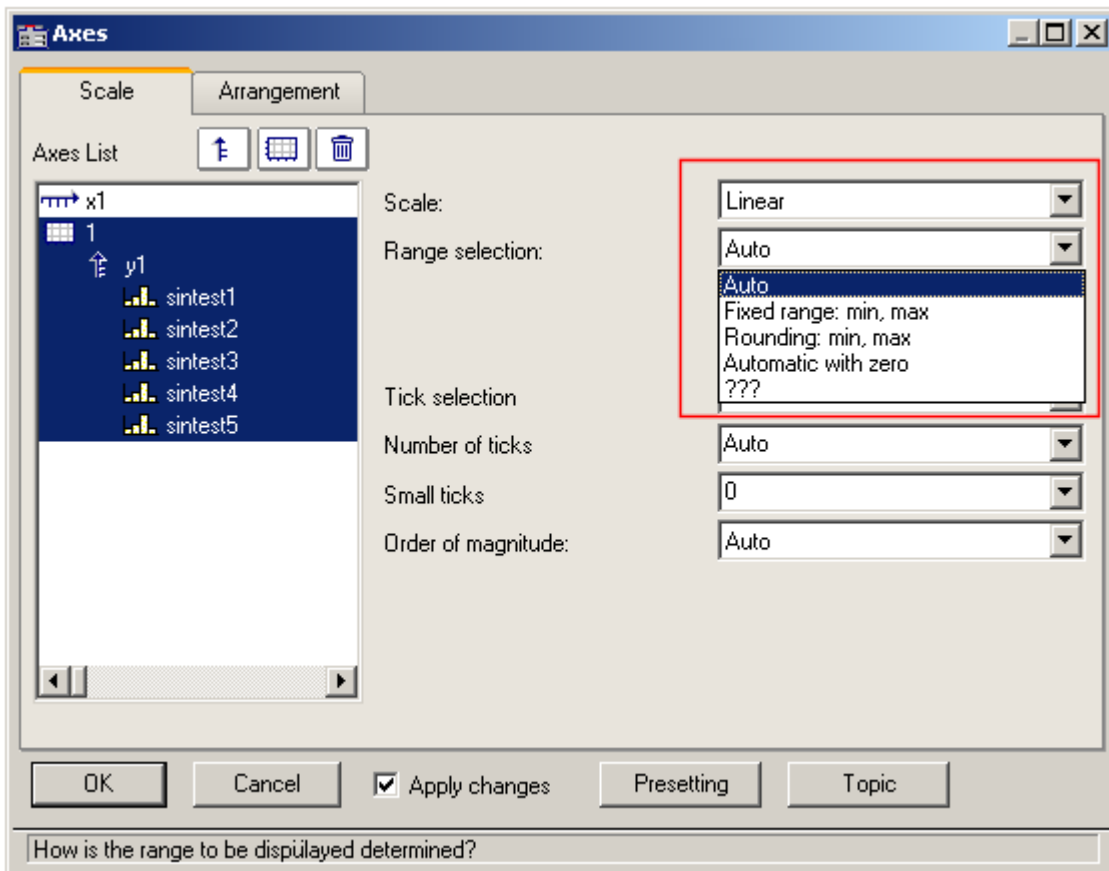 Axes
Scale Arrangement
Axes List
x1
1
y1
sintest1
sintest2
sintest3
sintest4
sintest5
Scale: Linear
Range selection: Auto
Auto
Fixed range: min, max
Rounding: min, max
Automatic with zero
???
Tick selection
Number of ticks Auto
Small ticks 0
Order of magnitude: Auto
OK Cancel Apply changes Presetting Topic
How is the range to be dispülayed determined?